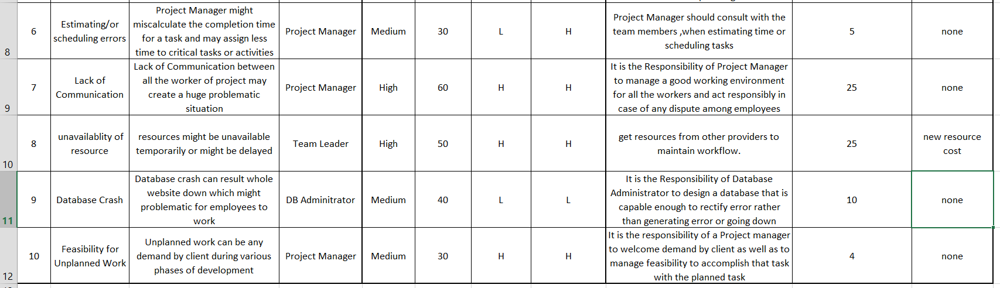 8
6
Estimating/or
scheduling errors
Project Manager might
miscalculate the completion time
for a task and may assign less
time to critical tasks or activities
Project Manager
Medium
30
L
H
Project Manager should consult with the
team members ,when estimating time or
scheduling tasks
5
none
9
7
Lack of
Communication
Lack of Communication between
all the worker of project may
create a huge problematic
situation
Project Manager
High
60
H
H
It is the Responsibility of Project Manager
to manage a good working environment
for all the workers and act responsibly in
case of any dispute among employees
25
none
10
8
unavailablity of
resource
resources might be unavailable
temporarily or might be delayed
Team Leader
High
50
H
H
get resources from other providers to
maintain workflow.
25
new resource
cost
11
9
Database Crash
Database crash can result whole
website down which might
problematic for employees to
work
DB Adminitrator
Medium
40
L
L
It is the Responsibility of Database
Administrator to design a database that is
capable enough to rectify error rather
than generating error or going down
10
none
12
10
Feasibility for
Unplanned Work
Unplanned work can be any
demand by client during various
phases of development
Project Manager
Medium
30
H
H
It is the responsibility of a Project manager
to welcome demand by client as well as to
manage feasibility to accomplish that task
with the planned task
4
none